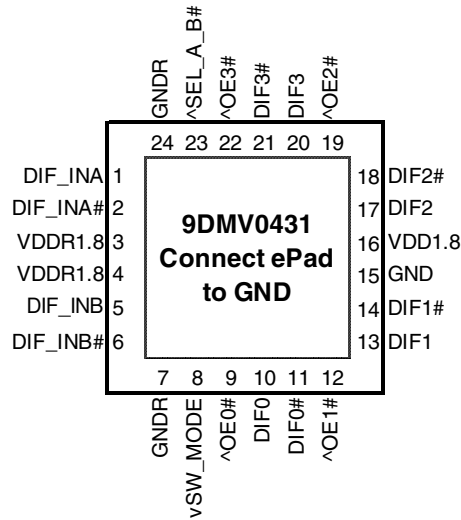 GNDR
^SEL_A_B#
^OE3#
DIF3#
DIF3
^OE2#
24 23 22 21 20 19
DIF_INA 1
DIF_INA# 2
VDDR1.8 3
VDDR1.8 4
DIF_INB 5
DIF_INB# 6
9DMV0431
Connect ePad
to GND
18 DIF2#
17 DIF2
16 VDD1.8
15 GND
14 DIF1#
13 DIF1
7 8 9 10 11 12
GNDR
vSW_MODE
^OE0#
DIF0
DIF0#
^OE1#